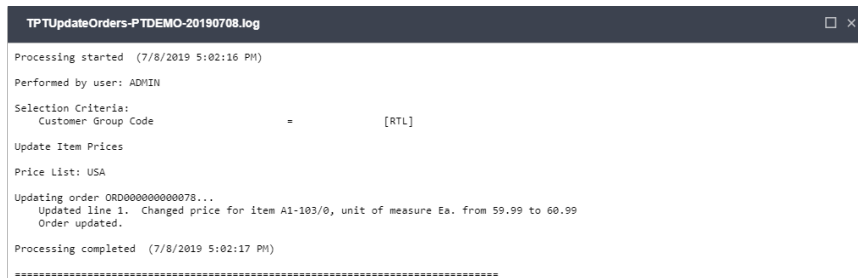 TPTUpdateOrders-PTDEMO-20190708.log
Processing started (7/8/2019 5:02:16 PM)
Performed by user: ADMIN
Selection Criteria:
Customer Group Code = [RTL]
Update Item Prices
Price List: USA
Updating order ORD000000000078...
Updated line 1. Changed price for item A1-103/0, unit of measure Ea. from 59.99 to 60.99
Order updated.
Processing completed (7/8/2019 5:02:17 PM)
================================================================================